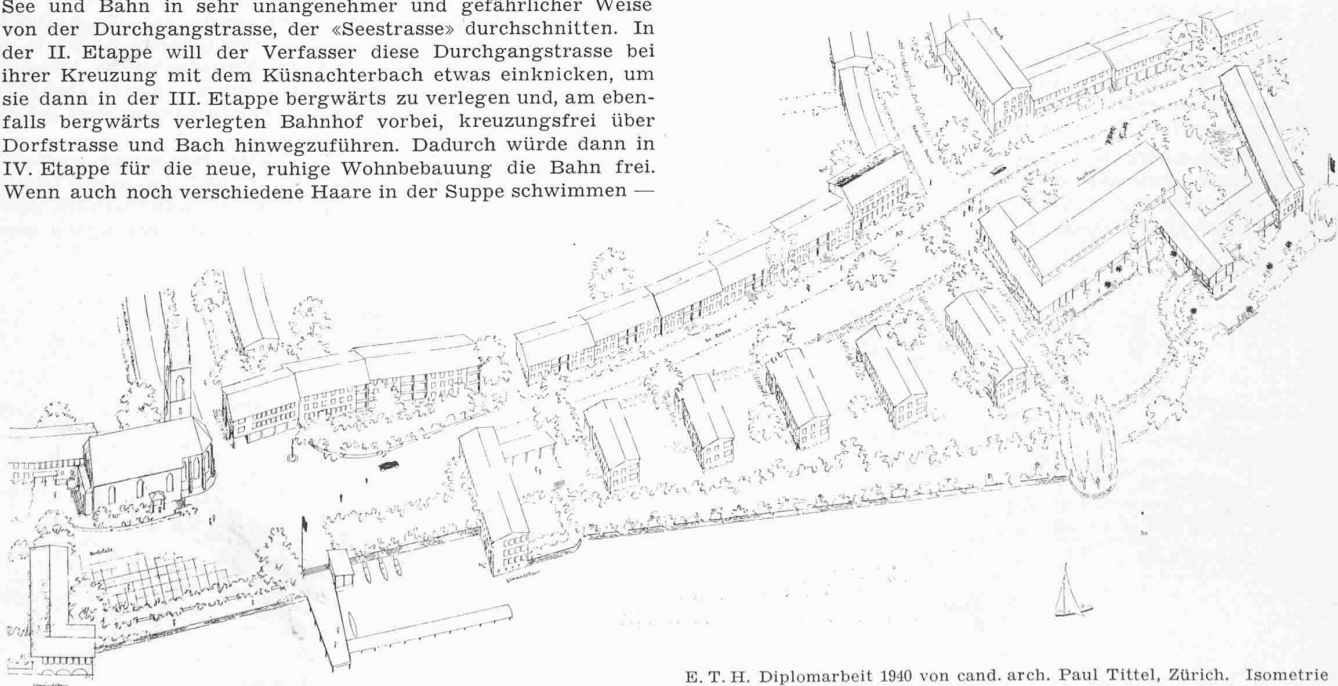 See und Bahn in sehr unangenehmer und gefährlicher Weise
von der Durchgangstrasse, der «Seestrasse» durchschnitten. In
der II. Etappe will der Verfasser diese Durchgangstrasse bei
ihrer Kreuzung mit dem Küsnachterbach etwas einknicken, um
sie dann in der III. Etappe bergwärts zu verlegen und, am eben-
falls bergwärts verlegten Bahnhof vorbei, kreuzungsfrei über
Dorfstrasse und Bach hinwegzuführen. Dadurch würde dann in
IV. Etappe für die neue, ruhige Wohnbebauung die Bahn frei.
Wenn auch noch verschiedene Haare in der Suppe schwimmen —
E. T. H. Diplomarbeit 1940 von cand. arch. Paul Tittel, Zürich. Isometrie